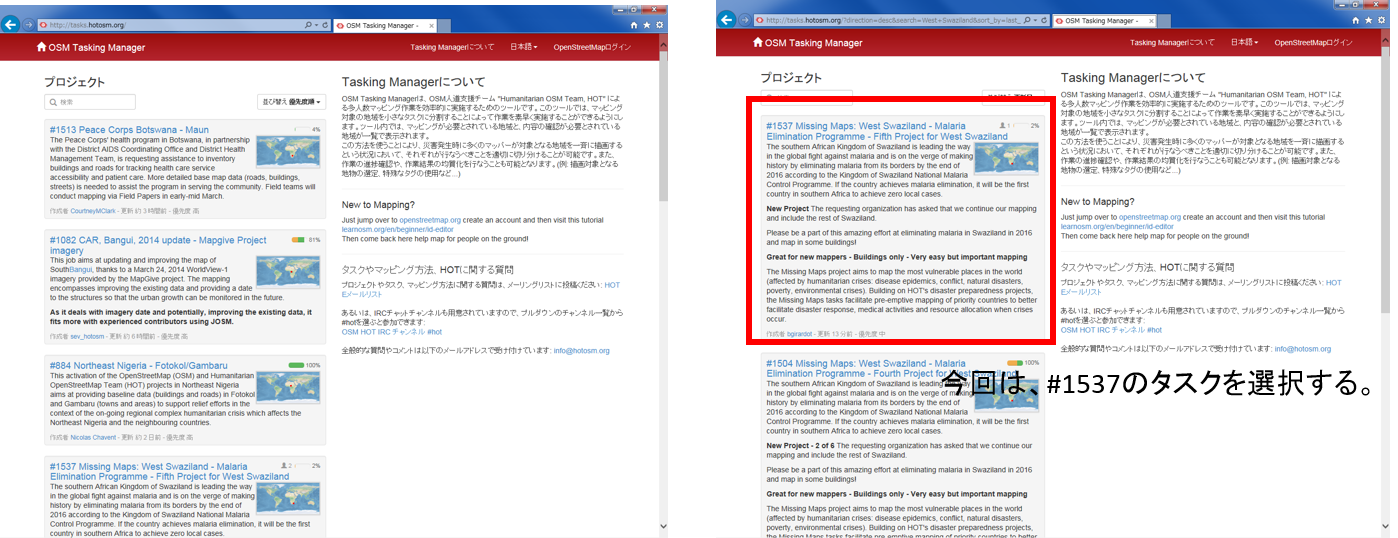 http://tasks.hotosm.org/
OSM Tasking Manager -
OSM Tasking Manager
Tasking Managerについて
日本語
OpenStreetMapログイン
プロジェクト
検索
並び替え 優先度順
#1513 Peace Corps Botswana - Maun
4%
The Peace Corps' health program in Botswana, in partnership
with the District AIDS Coordinating Office and District Health
Management Team, is requesting assistance to inventory
buildings and roads for tracking health care service
accessibility and patient care. More detailed base map data (roads, buildings,
streets) is needed to assist the program in serving the community. Field teams will
conduct mapping via Field Papers in early-mid March.
作成者 CourtneyMClark - 更新 約 3 時間前 - 優先度 高
#1082 CAR, Bangui, 2014 update - Mapgive Project
imagery
81%
This job aims at updating and improving the map of
SouthBangui, thanks to a March 24, 2014 WorldView-1
imagery provided by the MapGive project. The mapping
encompasses improving the existing data and providing a date
to the structures so that the urban growth can be monitored in the future.
As it deals with imagery date and potentially, improving the existing data, it
fits more with experienced contributors using JOSM.
作成者 sev_hotosm - 更新 約 6 時間前 - 優先度 高
#884 Northeast Nigeria - Fotokol/Gambaru
100%
This activation of the OpenStreetMap (OSM) and Humanitarian
OpenStreetMap Team (HOT) projects in Northeast Nigeria
aims at providing baseline data (buildings and roads) in Fotokol
and Gambaru (towns and areas) to support relief efforts in the
context of the on-going regional complex humanitarian crisis which affects the
Northeast Nigeria and the neighbouring countries.
作成者 Nicolas Chavent - 更新 約 2 日前 - 優先度 高
#1537 Missing Maps: West Swaziland - Malaria
Elimination Programme - Fifth Project for West Swaziland
2
2%
The southern African Kingdom of Swaziland is leading the way
in the global fight against malaria and is on the verge of making
history by eliminating malaria from its borders by the end of
2016 according to the Kingdom of Swaziland National Malaria
Control Programme. If the country achieves malaria elimination, it will be the first
country in southern Africa to achieve zero local cases.
Tasking Managerについて
OSM Tasking Managerは、OSM人道支援チーム "Humanitarian OSM Team, HOT" によ
る多人数マッピング作業を効率的に実施するためのツールです。このツールでは、マッピング
対象の地域を小さなタスクに分割することによって作業を素早く実施することができるようにし
ます。ツール内では、マッピングが必要とされている地域と、内容の確認が必要とされている
地域が一覧で表示されます。
この方法を使うことにより、災害発生時に多くのマッパーが対象となる地域を一斉に描画する
という状況において、それぞれが行なうべきことを適切に切り分けることが可能です。また、
作業の進捗確認や、作業結果の均質化を行なうことも可能となります。(例: 描画対象となる
地物の選定, 特殊なタグの使用など...)
New to Mapping?
Just jump over to openstreetmap.org create an account and then visit this tutorial
learnosm.org/en/beginner/id-editor
Then come back here help map for people on the ground!
タスクやマッピング方法、HOTに関する質問
プロジェクトやタスク、マッピング方法に関する質問は、メーリングリストに投稿ください: HOT
Eメールリスト
あるいは、IRCチャットチャンネルも用意されていますので、プルダウンのチャンネル一覧から
#hotを選ぶと参加できます:
OSM HOT IRC チャンネル #hot
全般的な質問やコメントは以下のメールアドレスで受け付けています: info@hotosm.org
http://tasks.hotosm.org/?direction=desc&search=West+Swaziland&sort_by=last_
OSM Tasking Manager -
OSM Tasking Manager
Tasking Managerについて
日本語
OpenStreetMapログイン
プロジェクト
#1537 Missing Maps: West Swaziland - Malaria
Elimination Programme - Fifth Project for West Swaziland
1
2%
The southern African Kingdom of Swaziland is leading the way
in the global fight against malaria and is on the verge of making
history by eliminating malaria from its borders by the end of
2016 according to the Kingdom of Swaziland National Malaria
Control Programme. If the country achieves malaria elimination, it will be the first
country in southern Africa to achieve zero local cases.
New Project The requesting organization has asked that we continue our mapping
and include the rest of Swaziland.
Please be a part of this amazing effort at eliminating malaria in Swaziland in 2016
and map in some buildings!
Great for new mappers - Buildings only - Very easy but important mapping
The Missing Maps project aims to map the most vulnerable places in the world
(affected by humanitarian crises: disease epidemics, conflict, natural disasters,
poverty, environmental crises). Building on HOT's disaster preparedness projects,
the Missing Maps tasks facilitate pre-emptive mapping of priority countries to better
facilitate disaster response, medical activities and resource allocation when crises
occur.
作成者 bgirardot - 更新 13 分前 - 優先度 中
#1504 Missing Maps: West Swaziland - Malaria
Elimination Programme - Fourth Project for West Swaziland
100%
The southern African Kingdom of Swaziland is leading the way
in the global fight against malaria and is on the verge of making
history by eliminating malaria from its borders by the end of
2016 according to the Kingdom of Swaziland National Malaria
Control Programme. If the country achieves malaria elimination, it will be the first
country in southern Africa to achieve zero local cases.
New Project - 2 of 6 The requesting organization has asked that we continue our
mapping and include the rest of Swaziland.
Please be a part of this amazing effort at eliminating malaria in Swaziland in 2016
and map in some buildings!
Great for new mappers - Buildings only - Very easy but important mapping
The Missing Maps project aims to map the most vulnerable places in the world
(affected by humanitarian crises: disease epidemics, conflict, natural disasters,
poverty, environmental crises). Building on HOT's disaster preparedness projects,
the Missing Maps tasks facilitate pre-emptive mapping of priority countries to better
Tasking Managerについて
OSM Tasking Managerは、OSM人道支援チーム "Humanitarian OSM Team, HOT" によ
る多人数マッピング作業を効率的に実施するためのツールです。このツールでは、マッピング
対象の地域を小さなタスクに分割することによって作業を素早く実施することができるようにし
ます。ツール内では、マッピングが必要とされている地域と、内容の確認が必要とされている
地域が一覧で表示されます。
この方法を使うことにより、災害発生時に多くのマッパーが対象となる地域を一斉に描画する
という状況において、それぞれが行なうべきことを適切に切り分けることが可能です。また、
作業の進捗確認や、作業結果の均質化を行なうことも可能となります。(例: 描画対象となる
地物の選定, 特殊なタグの使用など...)
New to Mapping?
Just jump over to openstreetmap.org create an account and then visit this tutorial
learnosm.org/en/beginner/id-editor
Then come back here help map for people on the ground!
タスクやマッピング方法、HOTに関する質問
プロジェクトやタスク、マッピング方法に関する質問は、メーリングリストに投稿ください: HOT
Eメールリスト
あるいは、IRCチャットチャンネルも用意されていますので、プルダウンのチャンネル一覧から
#hotを選ぶと参加できます:
OSM HOT IRC チャンネル #hot
全般的な質問やコメントは以下のメールアドレスで受け付けています: info@hotosm.org
今回は、#1537のタスクを選択する。